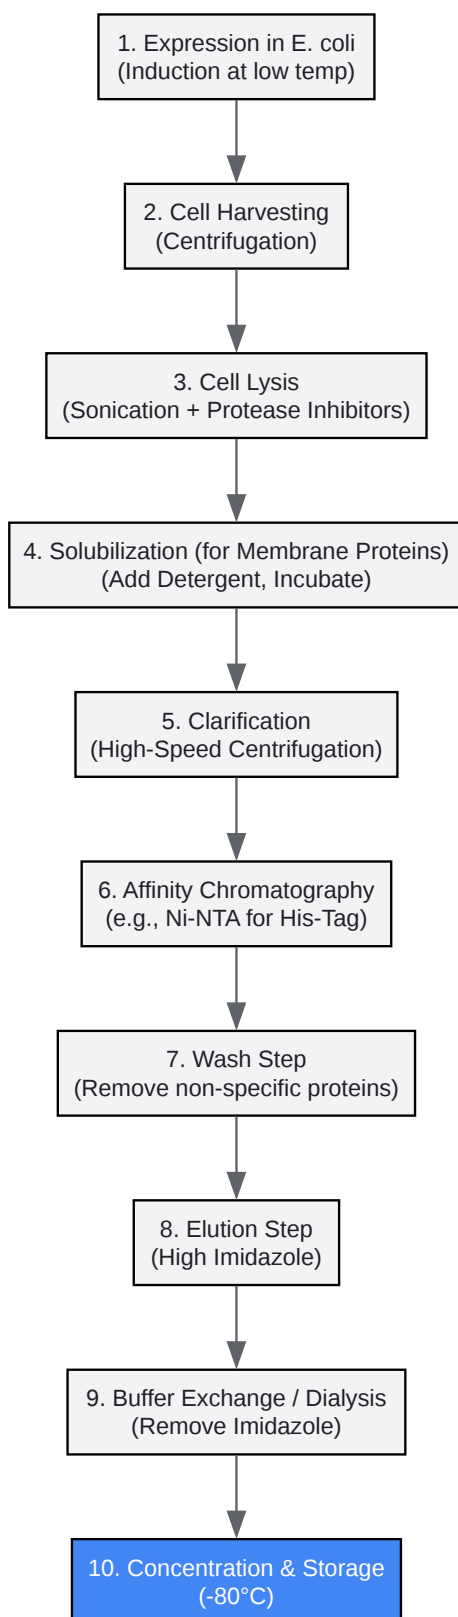 1. Expression in E. coli
(Induction at low temp)
2. Cell Harvesting
(Centrifugation)
3. Cell Lysis
(Sonication + Protease Inhibitors)
4. Solubilization (for Membrane Proteins)
(Add Detergent, Incubate)
5. Clarification
(High-Speed Centrifugation)
6. Affinity Chromatography
(e.g., Ni-NTA for His-Tag)
7. Wash Step
(Remove non-specific proteins)
8. Elution Step
(High Imidazole)
9. Buffer Exchange / Dialysis
(Remove Imidazole)
10. Concentration & Storage
(-80°C)